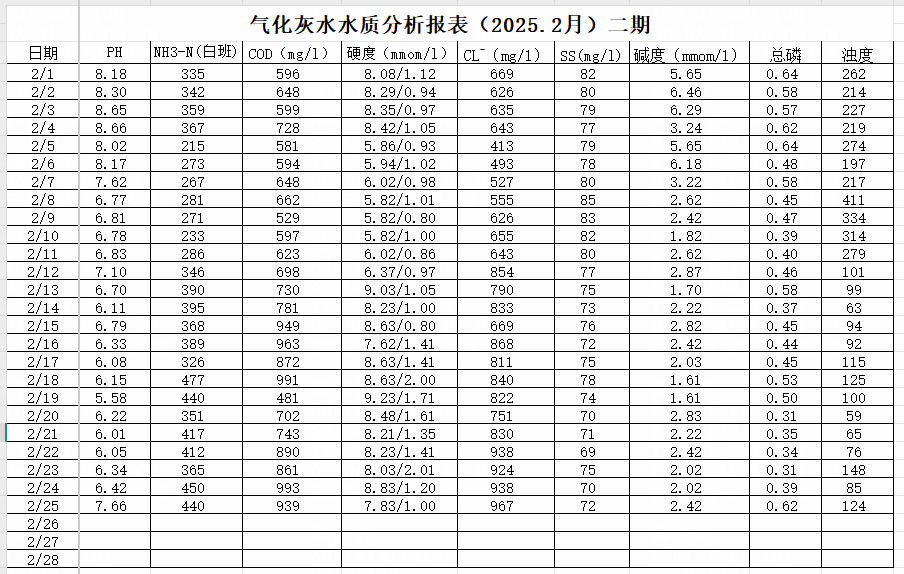 气化灰水水质分析报表（2025.2月）二期
日期 PH NH3-N(白班) COD（mg/l） 硬度（mmom/l） CL⁻（mg/l） SS(mg/l) 碱度（mmom/l） 总磷 浊度
2/1 8.18 335 596 8.08/1.12 669 82 5.65 0.64 262
2/2 8.30 342 648 8.29/0.94 626 80 6.46 0.58 214
2/3 8.65 359 599 8.35/0.97 635 79 6.29 0.57 227
2/4 8.66 367 728 8.42/1.05 643 77 3.24 0.62 219
2/5 8.02 215 581 5.86/0.93 413 79 5.65 0.64 274
2/6 8.17 273 594 5.94/1.02 493 78 6.18 0.48 197
2/7 7.62 267 648 6.02/0.98 527 80 3.22 0.58 217
2/8 6.77 281 662 5.82/1.01 555 85 2.62 0.45 411
2/9 6.81 271 529 5.82/0.80 626 83 2.42 0.47 334
2/10 6.78 233 597 5.82/1.00 655 82 1.82 0.39 314
2/11 6.83 286 623 6.02/0.86 643 80 2.62 0.40 279
2/12 7.10 346 698 6.37/0.97 854 77 2.87 0.46 101
2/13 6.70 390 730 9.03/1.05 790 75 1.70 0.58 99
2/14 6.11 395 781 8.23/1.00 833 73 2.22 0.37 63
2/15 6.79 368 949 8.63/0.80 669 76 2.82 0.45 94
2/16 6.33 389 963 7.62/1.41 868 72 2.42 0.44 92
2/17 6.08 326 872 8.63/1.41 811 75 2.03 0.45 115
2/18 6.15 477 991 8.63/2.00 840 78 1.61 0.53 125
2/19 5.58 440 481 9.23/1.71 822 74 1.61 0.50 100
2/20 6.22 351 702 8.48/1.61 751 70 2.83 0.31 59
2/21 6.01 417 743 8.21/1.35 830 71 2.22 0.35 65
2/22 6.05 412 890 8.23/1.41 938 69 2.42 0.34 76
2/23 6.34 365 861 8.03/2.01 924 75 2.02 0.31 148
2/24 6.42 450 993 8.83/1.20 938 70 2.02 0.39 85
2/25 7.66 440 939 7.83/1.00 967 72 2.42 0.62 124
2/26
2/27
2/28